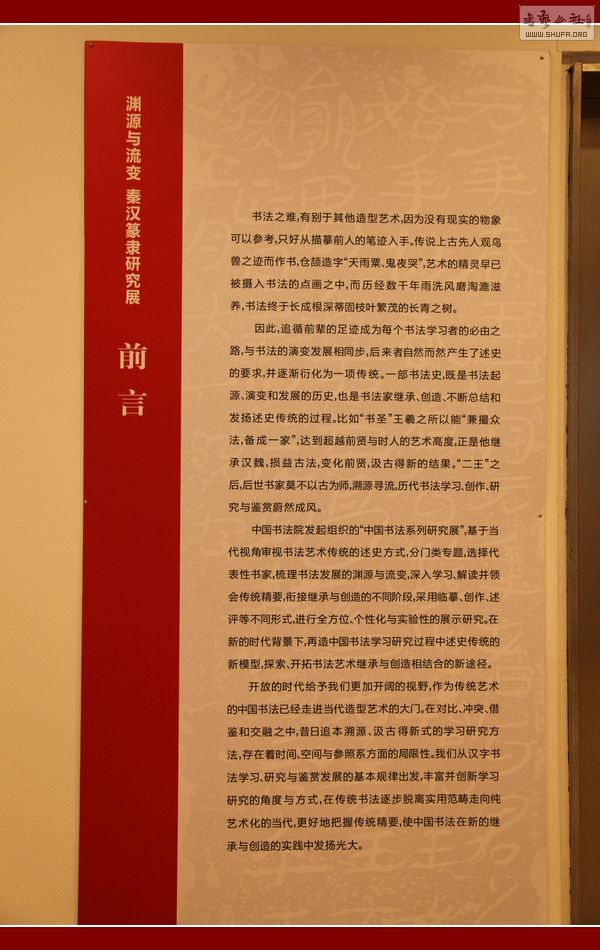 WWW.SHUFA.ORG
渊源与流变 秦汉篆隶研究展
前言
书法之难,有别于其他造型艺术,因为没有现实的物象
可以参考,只好从描摹前人的笔迹入手。传说上古先人观鸟
兽之迹而作书,仓颉造字“天雨粟、鬼夜哭”,艺术的精灵早已
被摄入书法的点画之中,而历经数千年雨洗风磨淘漉滋
养,书法终于长成根深蒂固枝叶繁茂的长青之树。
因此,追循前辈的足迹成为每个书法学习者的必由之
路,与书法的演变发展相同步,后来者自然而然产生了述史
的要求,并逐渐衍化为一项传统。一部书法史,既是书法起
源、演变和发展的历史,也是书法家继承、创造、不断总结和
发扬述史传统的过程。比如“书圣”王羲之所以能“兼撮众
法,备成一家”,达到超越前贤与时人的艺术高度,正是他继
承汉魏,损益古法,变化前贤,汲古得新的结果。“二王”之
后,后世书家莫不以古为师,溯源寻流,历代书法学习、创作、研
究与鉴赏蔚然成风。
中国书法院发起组织的“中国书法系列研究展”,基于当
代视角审视书法艺术传统的述史方式,分门类专题,选择代
表性书家,梳理书法发展的渊源与流变,深入学习、解读并领
会传统精要,衔接继承与创造的不同阶段,采用临摹、创作、述
评等不同形式,进行全方位、个性化与实验性的展示研究。在
新的时代背景下,再造中国书法学习研究过程中述史传统的
新模型,探索、开拓书法艺术继承与创造相结合的新途径。
开放的时代给予我们更加开阔的视野,作为传统艺术
的中国书法已经走进当代造型艺术的大门。在对比、冲突、借
鉴和交融之中,昔日追本溯源、汲古得新式的学习研究方
法,存在着时间、空间与参照系方面的局限性。我们从汉字书
法学习、研究与鉴赏发展的基本规律出发,丰富并创新学习
研究的角度与方式,在传统书法逐步脱离实用范畴走向纯
艺术化的当代,更好地把握传统精要,使中国书法在新的继
承与创造的实践中发扬光大。